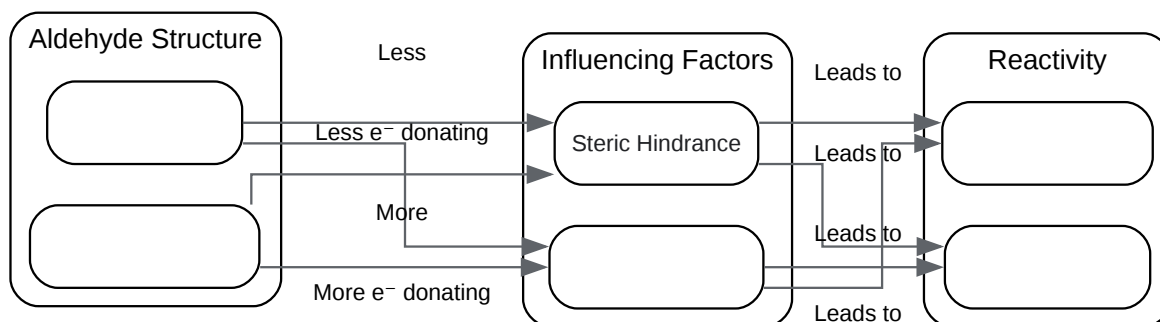 Aldehyde Structure
Less
Less e⁻ donating
More
More e⁻ donating
Influencing Factors
Steric Hindrance
Leads to
Leads to
Leads to
Leads to
Reactivity